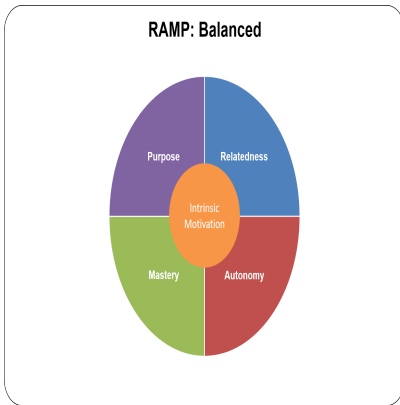 RAMP: Balanced
Purpose
Relatedness
Intrinsic
Motivation
Mastery
Autonomy